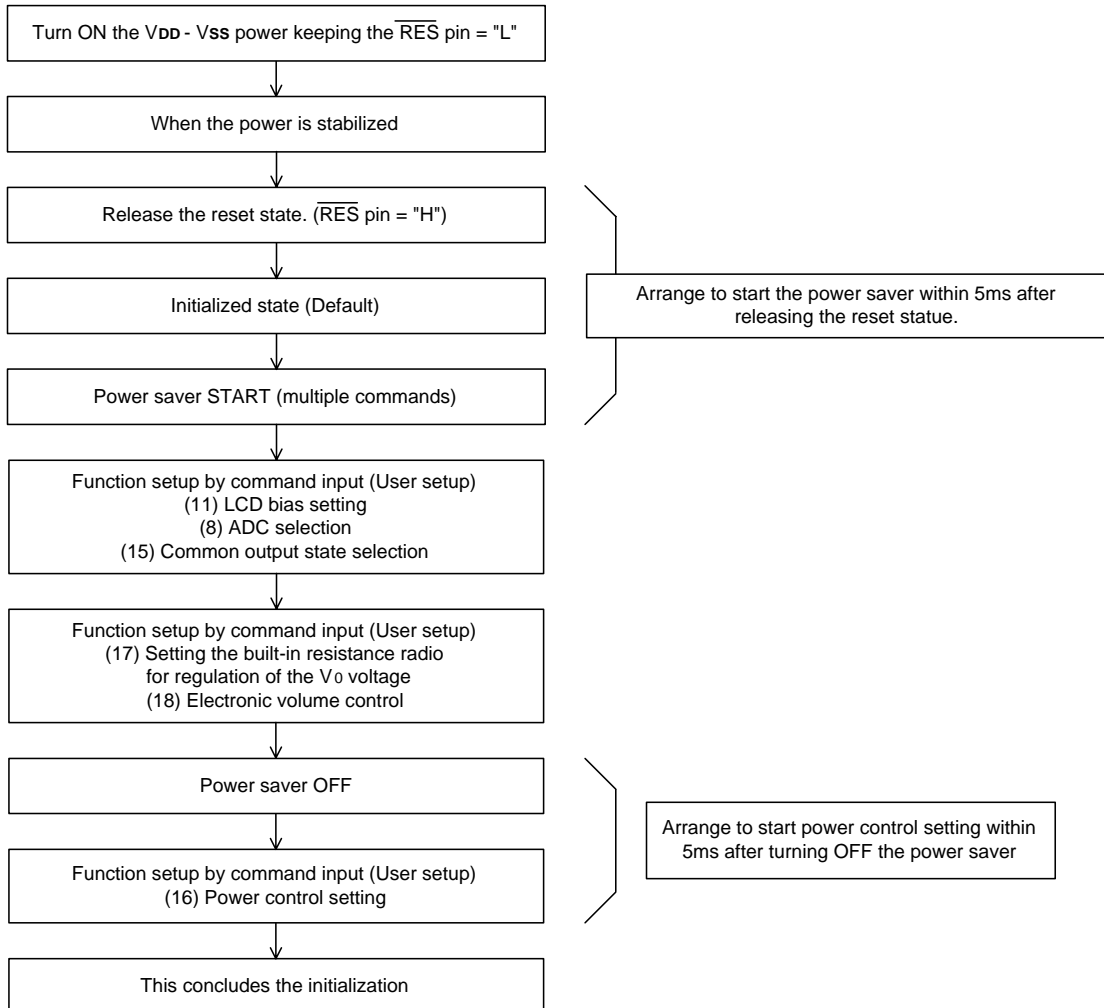 Turn ON the VDD - VSS power keeping the RES pin = "L"
When the power is stabilized
Release the reset state. (RES pin = "H")
Initialized state (Default)
Arrange to start the power saver within 5ms after
releasing the reset statue.
Power saver START (multiple commands)
Function setup by command input (User setup)
(11) LCD bias setting
(8) ADC selection
(15) Common output state selection
Function setup by command input (User setup)
(17) Setting the built-in resistance radio
for regulation of the V0 voltage
(18) Electronic volume control
Power saver OFF
Arrange to start power control setting within
5ms after turning OFF the power saver
Function setup by command input (User setup)
(16) Power control setting
This concludes the initialization